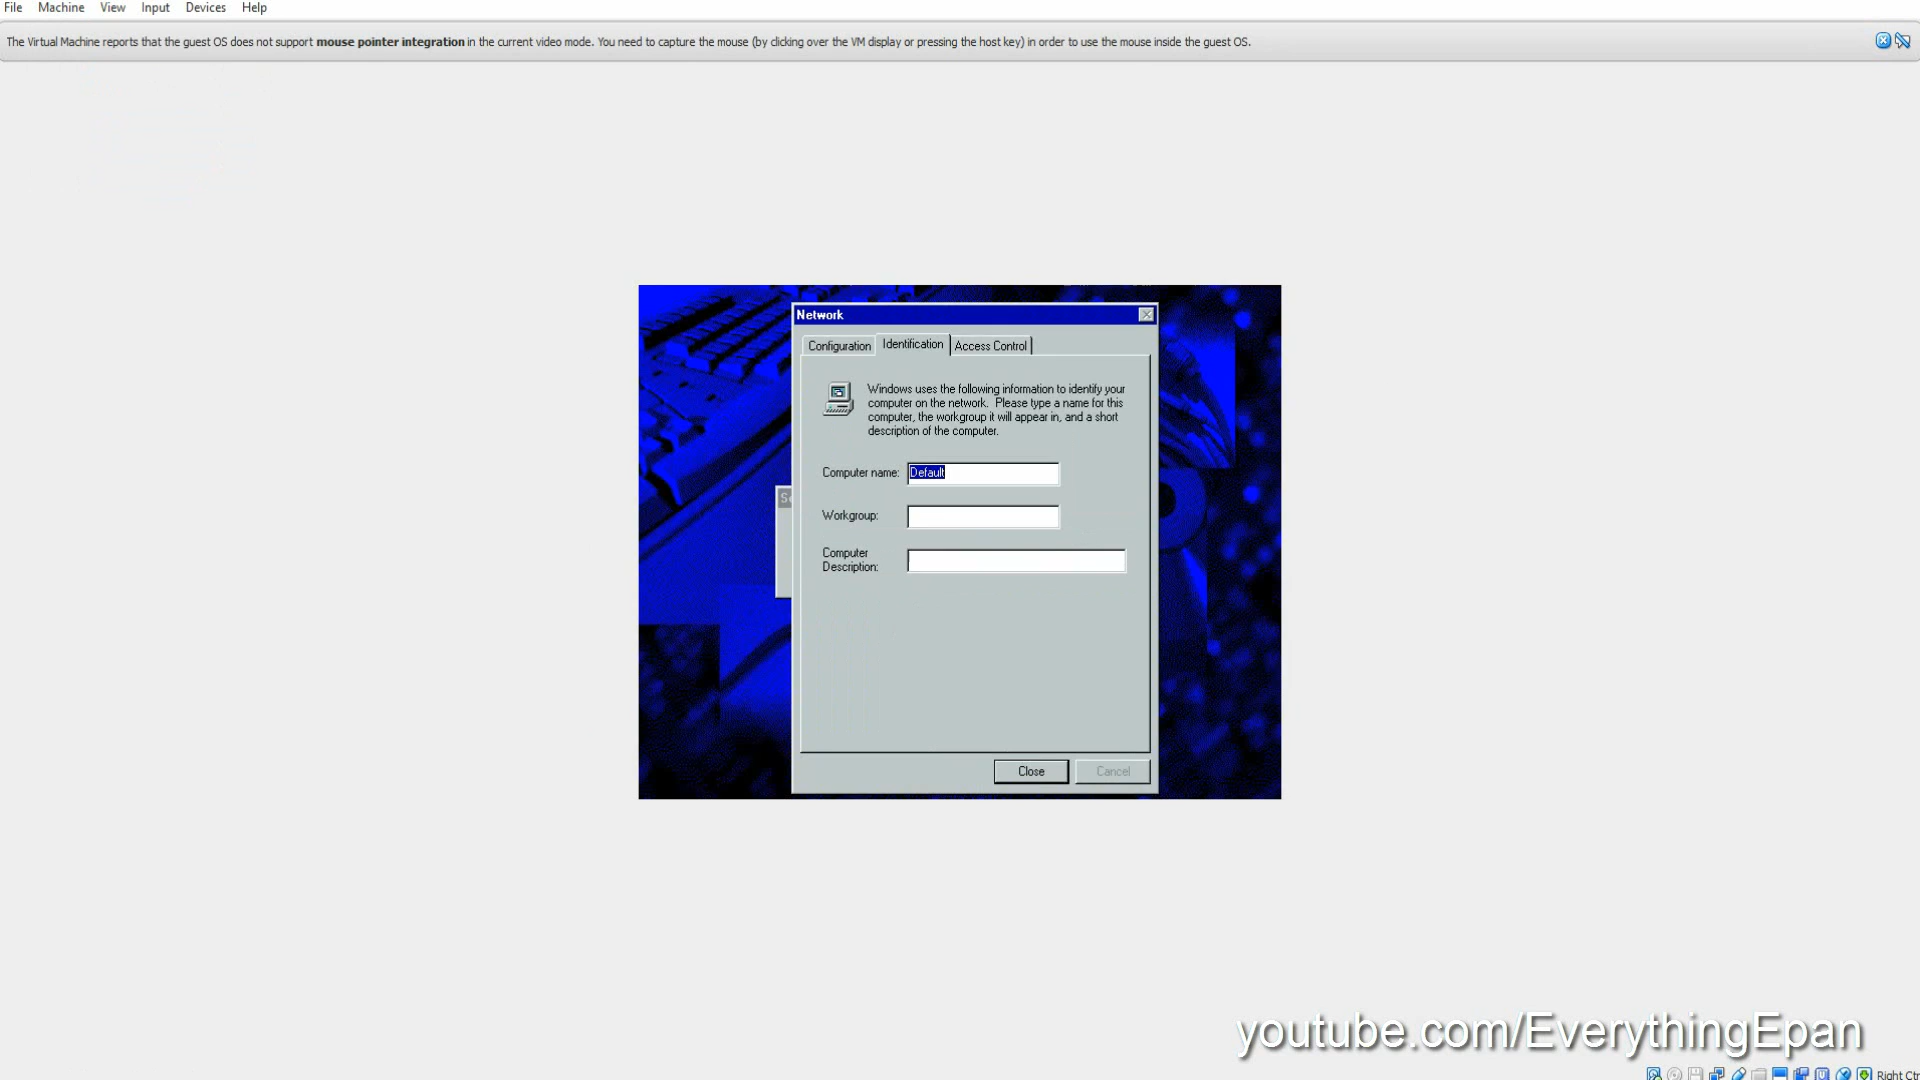 File Machine View Input Devices Help
The Virtual Machine reports that the guest OS does not support mouse pointer integration in the current video mode. You need to capture the mouse (by clicking over the VM display or pressing the host key) in order to use the mouse inside the guest OS.
Network
Configuration Identification Access Control
Windows uses the following information to identify your
computer on the network. Please type a name for this
computer, the workgroup it will appear in, and a short
description of the computer.
Computer name: Default
Workgroup:
Computer
Description:
Close Cancel
youtube.com/EverythingEpan
Right Ctr